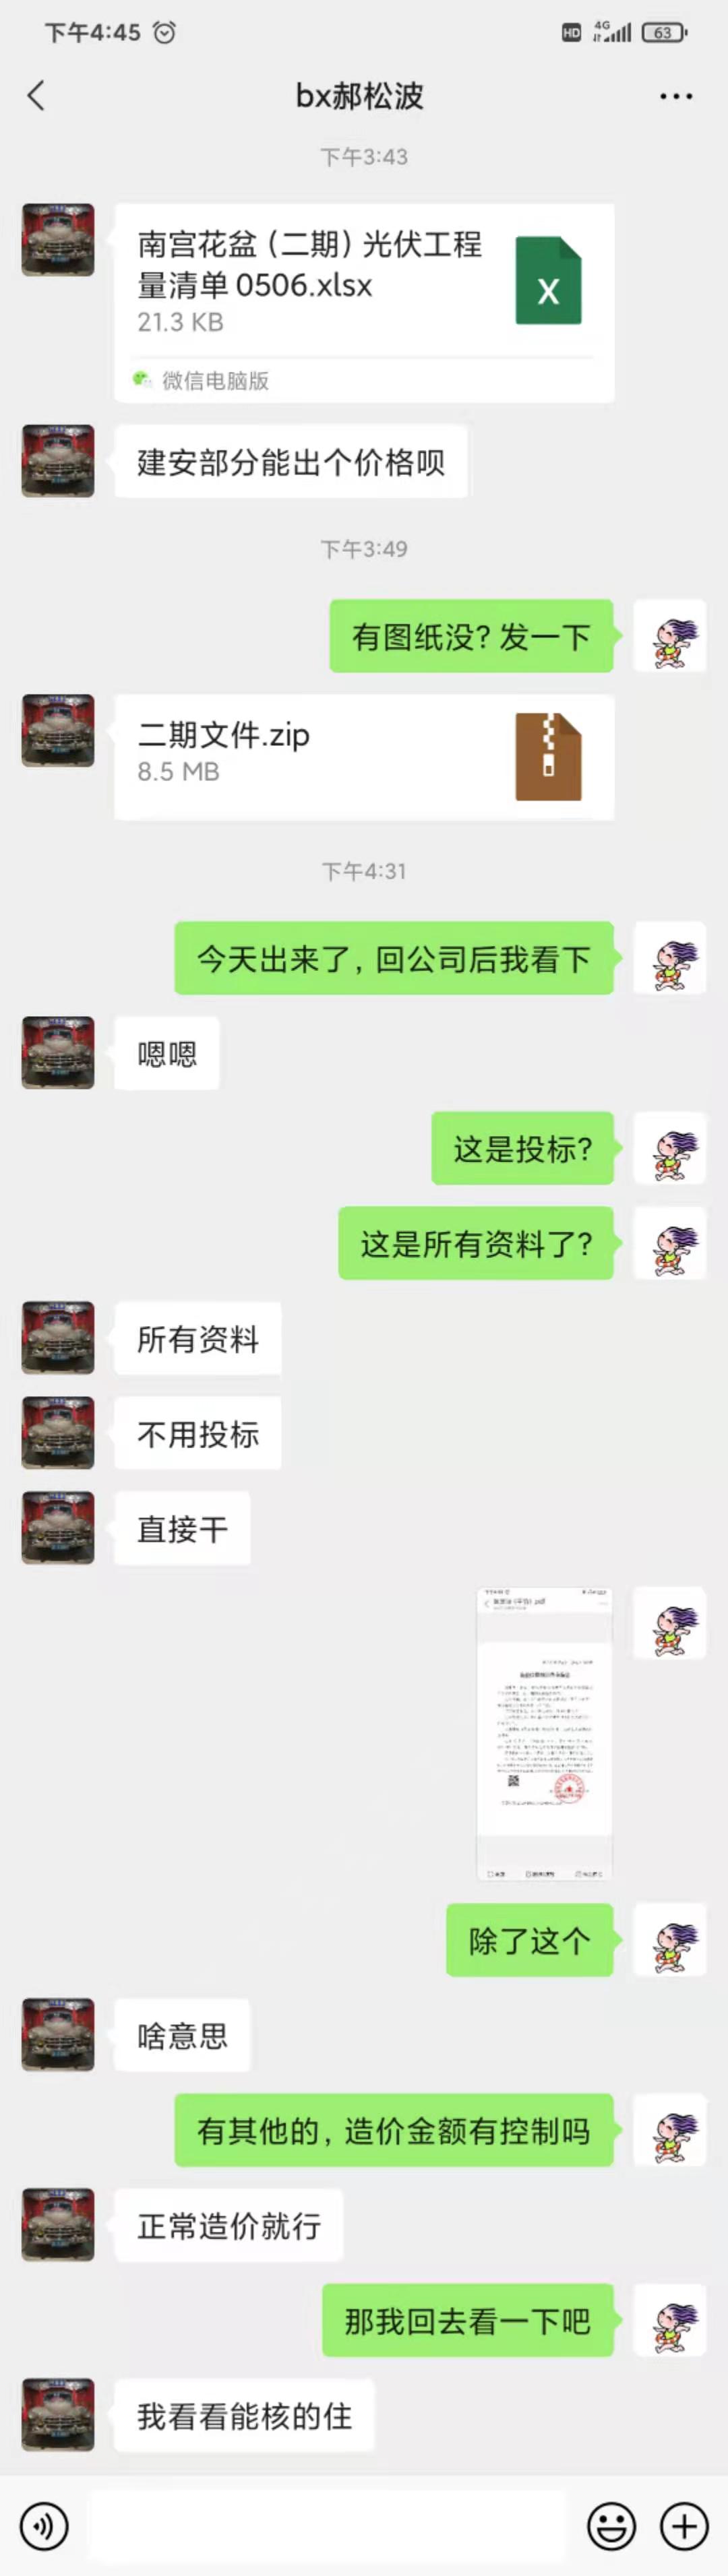 下午4:45
HD
4G
63
bx郝松波
下午3:43
南宫花盆（二期）光伏工程
量清单 0506.xlsx
21.3 KB
X
微信电脑版
建安部分能出个价格呗
下午3:49
有图纸没? 发一下
二期文件.zip
8.5 MB
下午4:31
今天出来了, 回公司后我看下
嗯嗯
这是投标?
这是所有资料了?
所有资料
不用投标
直接干
除了这个
啥意思
有其他的, 造价金额有控制吗
正常造价就行
那我回去看一下吧
我看看能核的住